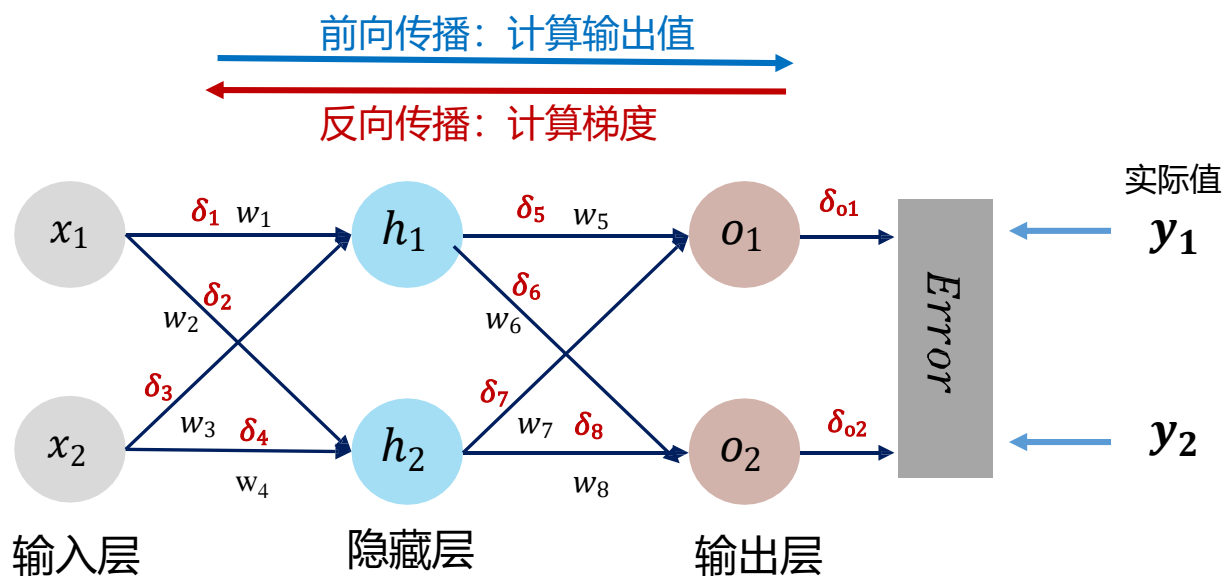 前向传播：计算输出值
反向传播：计算梯度
实际值
δ₁ w₁ δ₅ w₅ δₒ₁
x₁ h₁ o₁ y₁
δ₂ δ₆
w₂ w₆
Error
δ₃ δ₇
w₃ δ₄ w₇ δ₈ δₒ₂
x₂ h₂ o₂ y₂
w₄ w₈
输入层 隐藏层 输出层